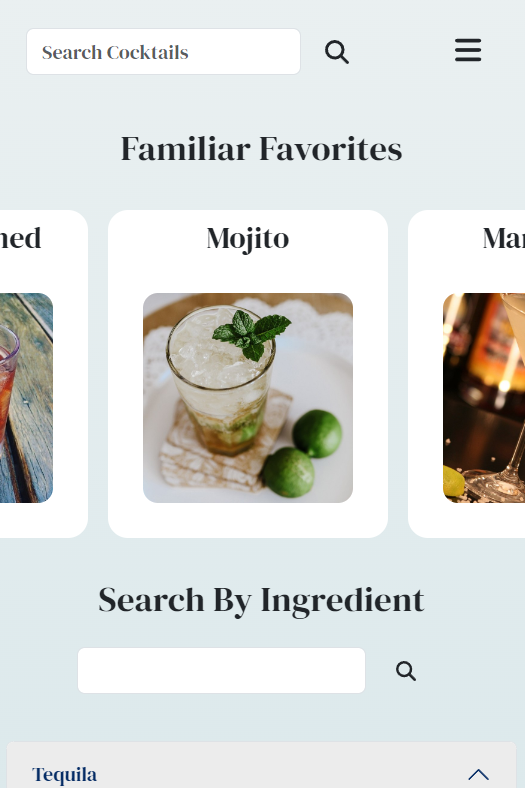 Search Cocktails
Familiar Favorites
Mojito
Search By Ingredient
Tequila